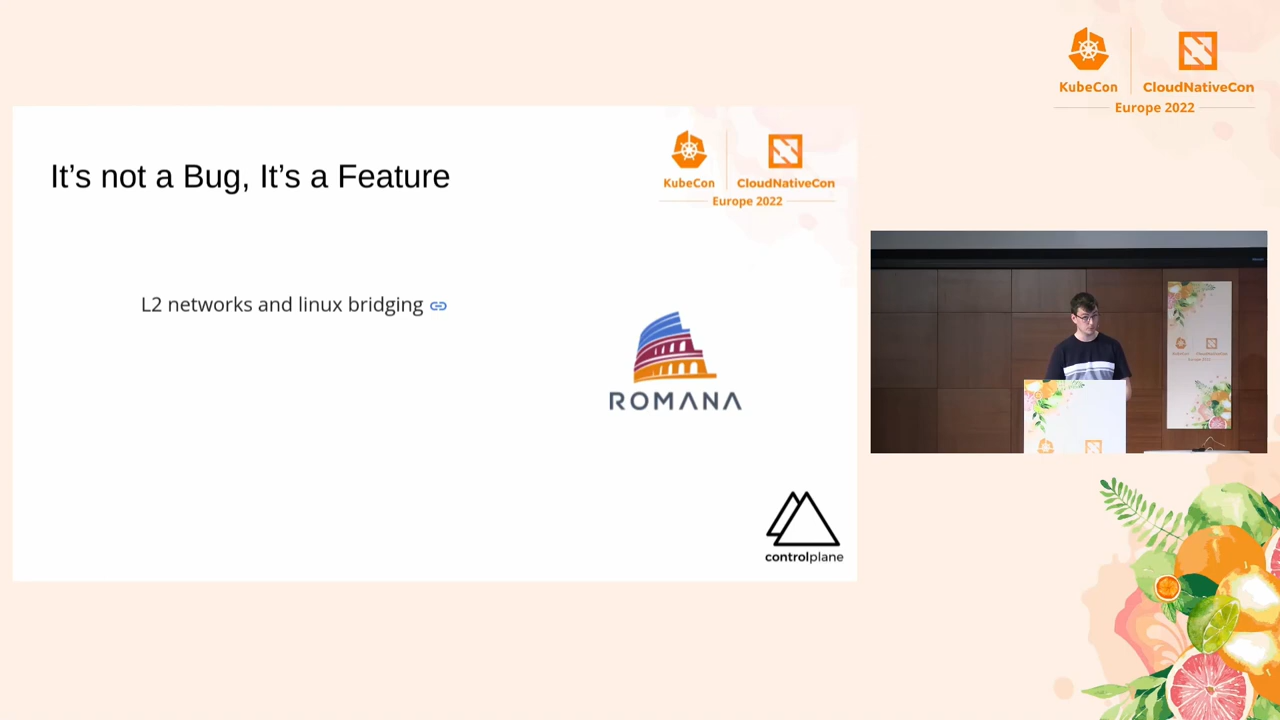 KubeCon
CloudNativeCon
Europe 2022
It's not a Bug, It's a Feature
KubeCon
CloudNativeCon
Europe 2022
L2 networks and linux bridging
ROMANA
controlplane